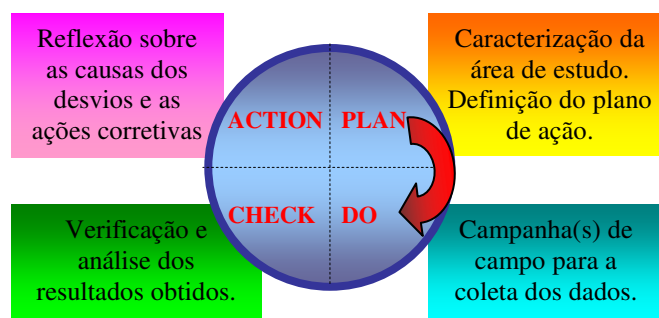 Reflexão sobre
as causas dos
desvios e as
ações corretivas
Caracterização da
área de estudo.
Definição do plano
de ação.
ACTION
PLAN
CHECK
DO
Verificação e
análise dos
resultados obtidos.
Campanha(s) de
campo para a
coleta dos dados.